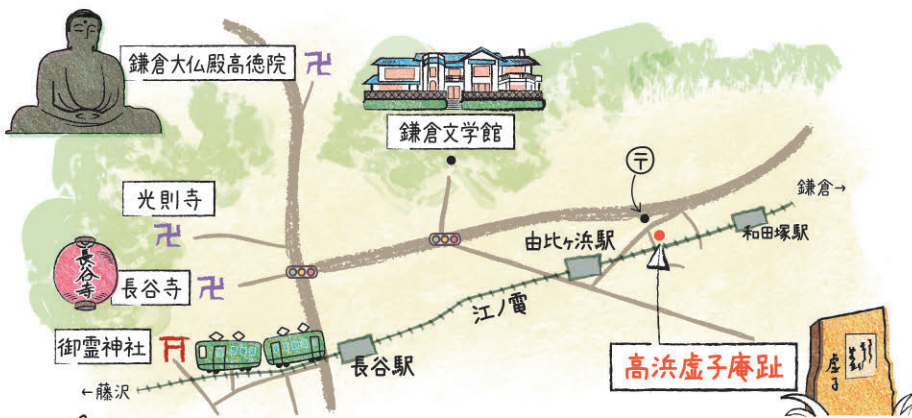 鎌倉大仏殿高徳院
鎌倉文学館
〒
鎌倉→
光則寺
由比ヶ浜駅
和田塚駅
長谷寺
長谷寺
江ノ電
御霊神社
長谷駅
高浜虚子庵趾
←藤沢
虚子